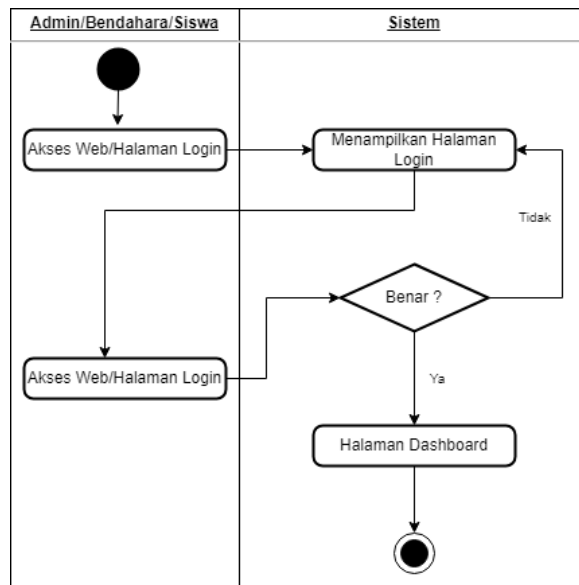 Admin/Bendahara/Siswa
Sistem
Akses Web/Halaman Login
Menampilkan Halaman
Login
Tidak
Benar ?
Akses Web/Halaman Login
Ya
Halaman Dashboard